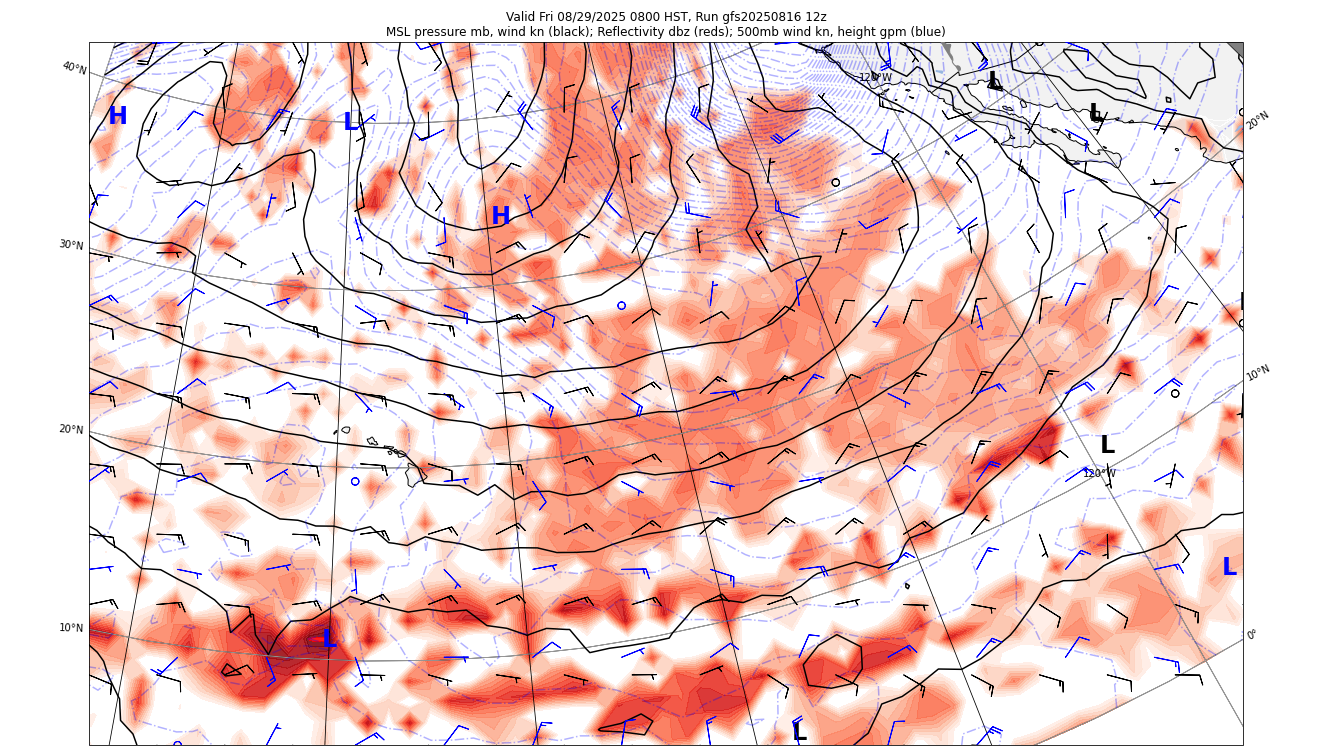 Valid Fri 08/29/2025 0800 HST, Run gfs20250816 12z
MSL pressure mb, wind kn (black); Reflectivity dbz (reds); 500mb wind kn, height gpm (blue)
40°N
120°W
L
L
H
L
20°N
H
30°N
10°N
20°N
L
120°W
L
10°N
L
0°
L